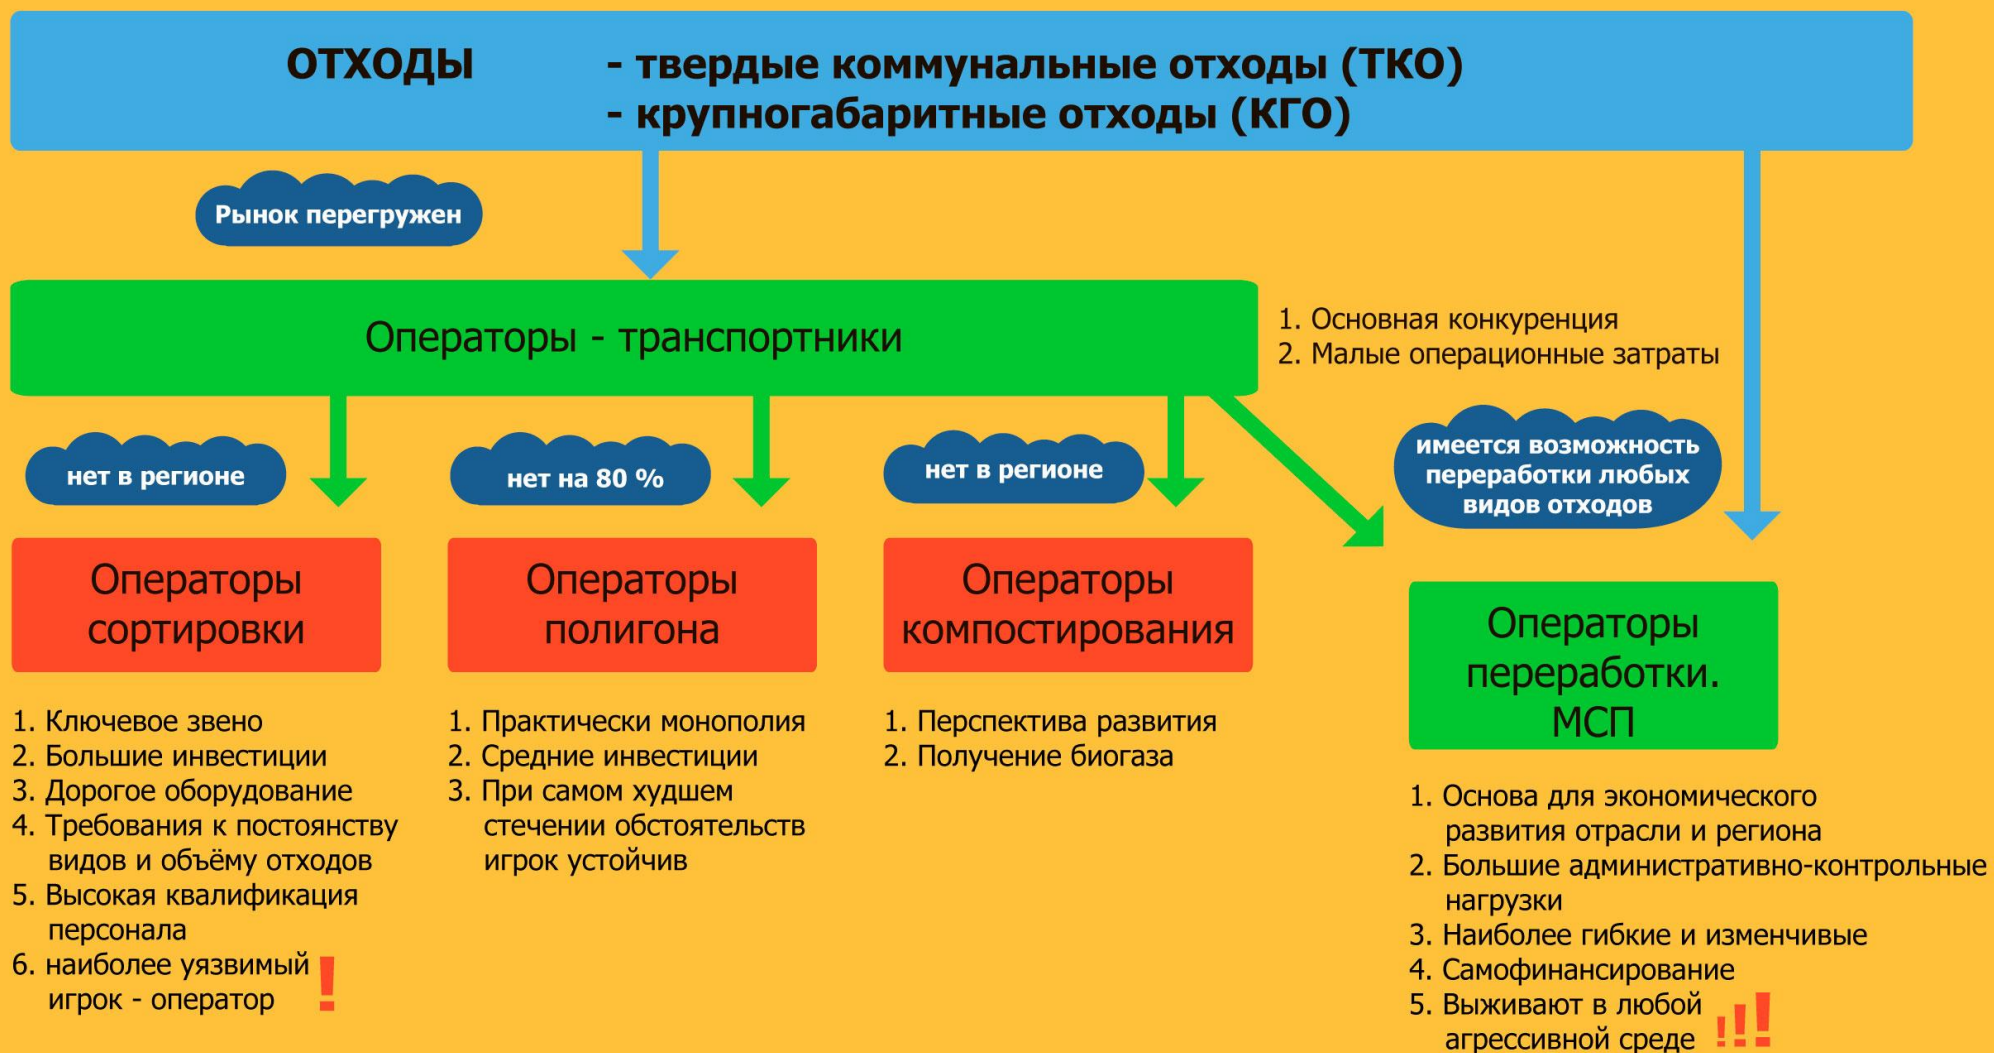 ОТХОДЫ - твердые коммунальные отходы (ТКО)
- крупногабаритные отходы (КГО)
Рынок перегружен
Операторы - транспортники
1. Основная конкуренция
2. Малые операционные затраты
нет в регионе
нет на 80 %
нет в регионе
имеется возможность
переработки любых
видов отходов
Операторы
сортировки
1. Ключевое звено
2. Большие инвестиции
3. Дорогое оборудование
4. Требования к постоянству
видов и объёму отходов
5. Высокая квалификация
персонала
6. наиболее уязвимый
игрок - оператор !
Операторы
полигона
1. Практически монополия
2. Средние инвестиции
3. При самом худшем
стечении обстоятельств
игрок устойчив
Операторы
компостирования
1. Перспектива развития
2. Получение биогаза
Операторы
переработки.
МСП
1. Основа для экономического
развития отрасли и региона
2. Большие административно-контрольные
нагрузки
3. Наиболее гибкие и изменчивые
4. Самофинансирование
5. Выживают в любой
агрессивной среде !!!